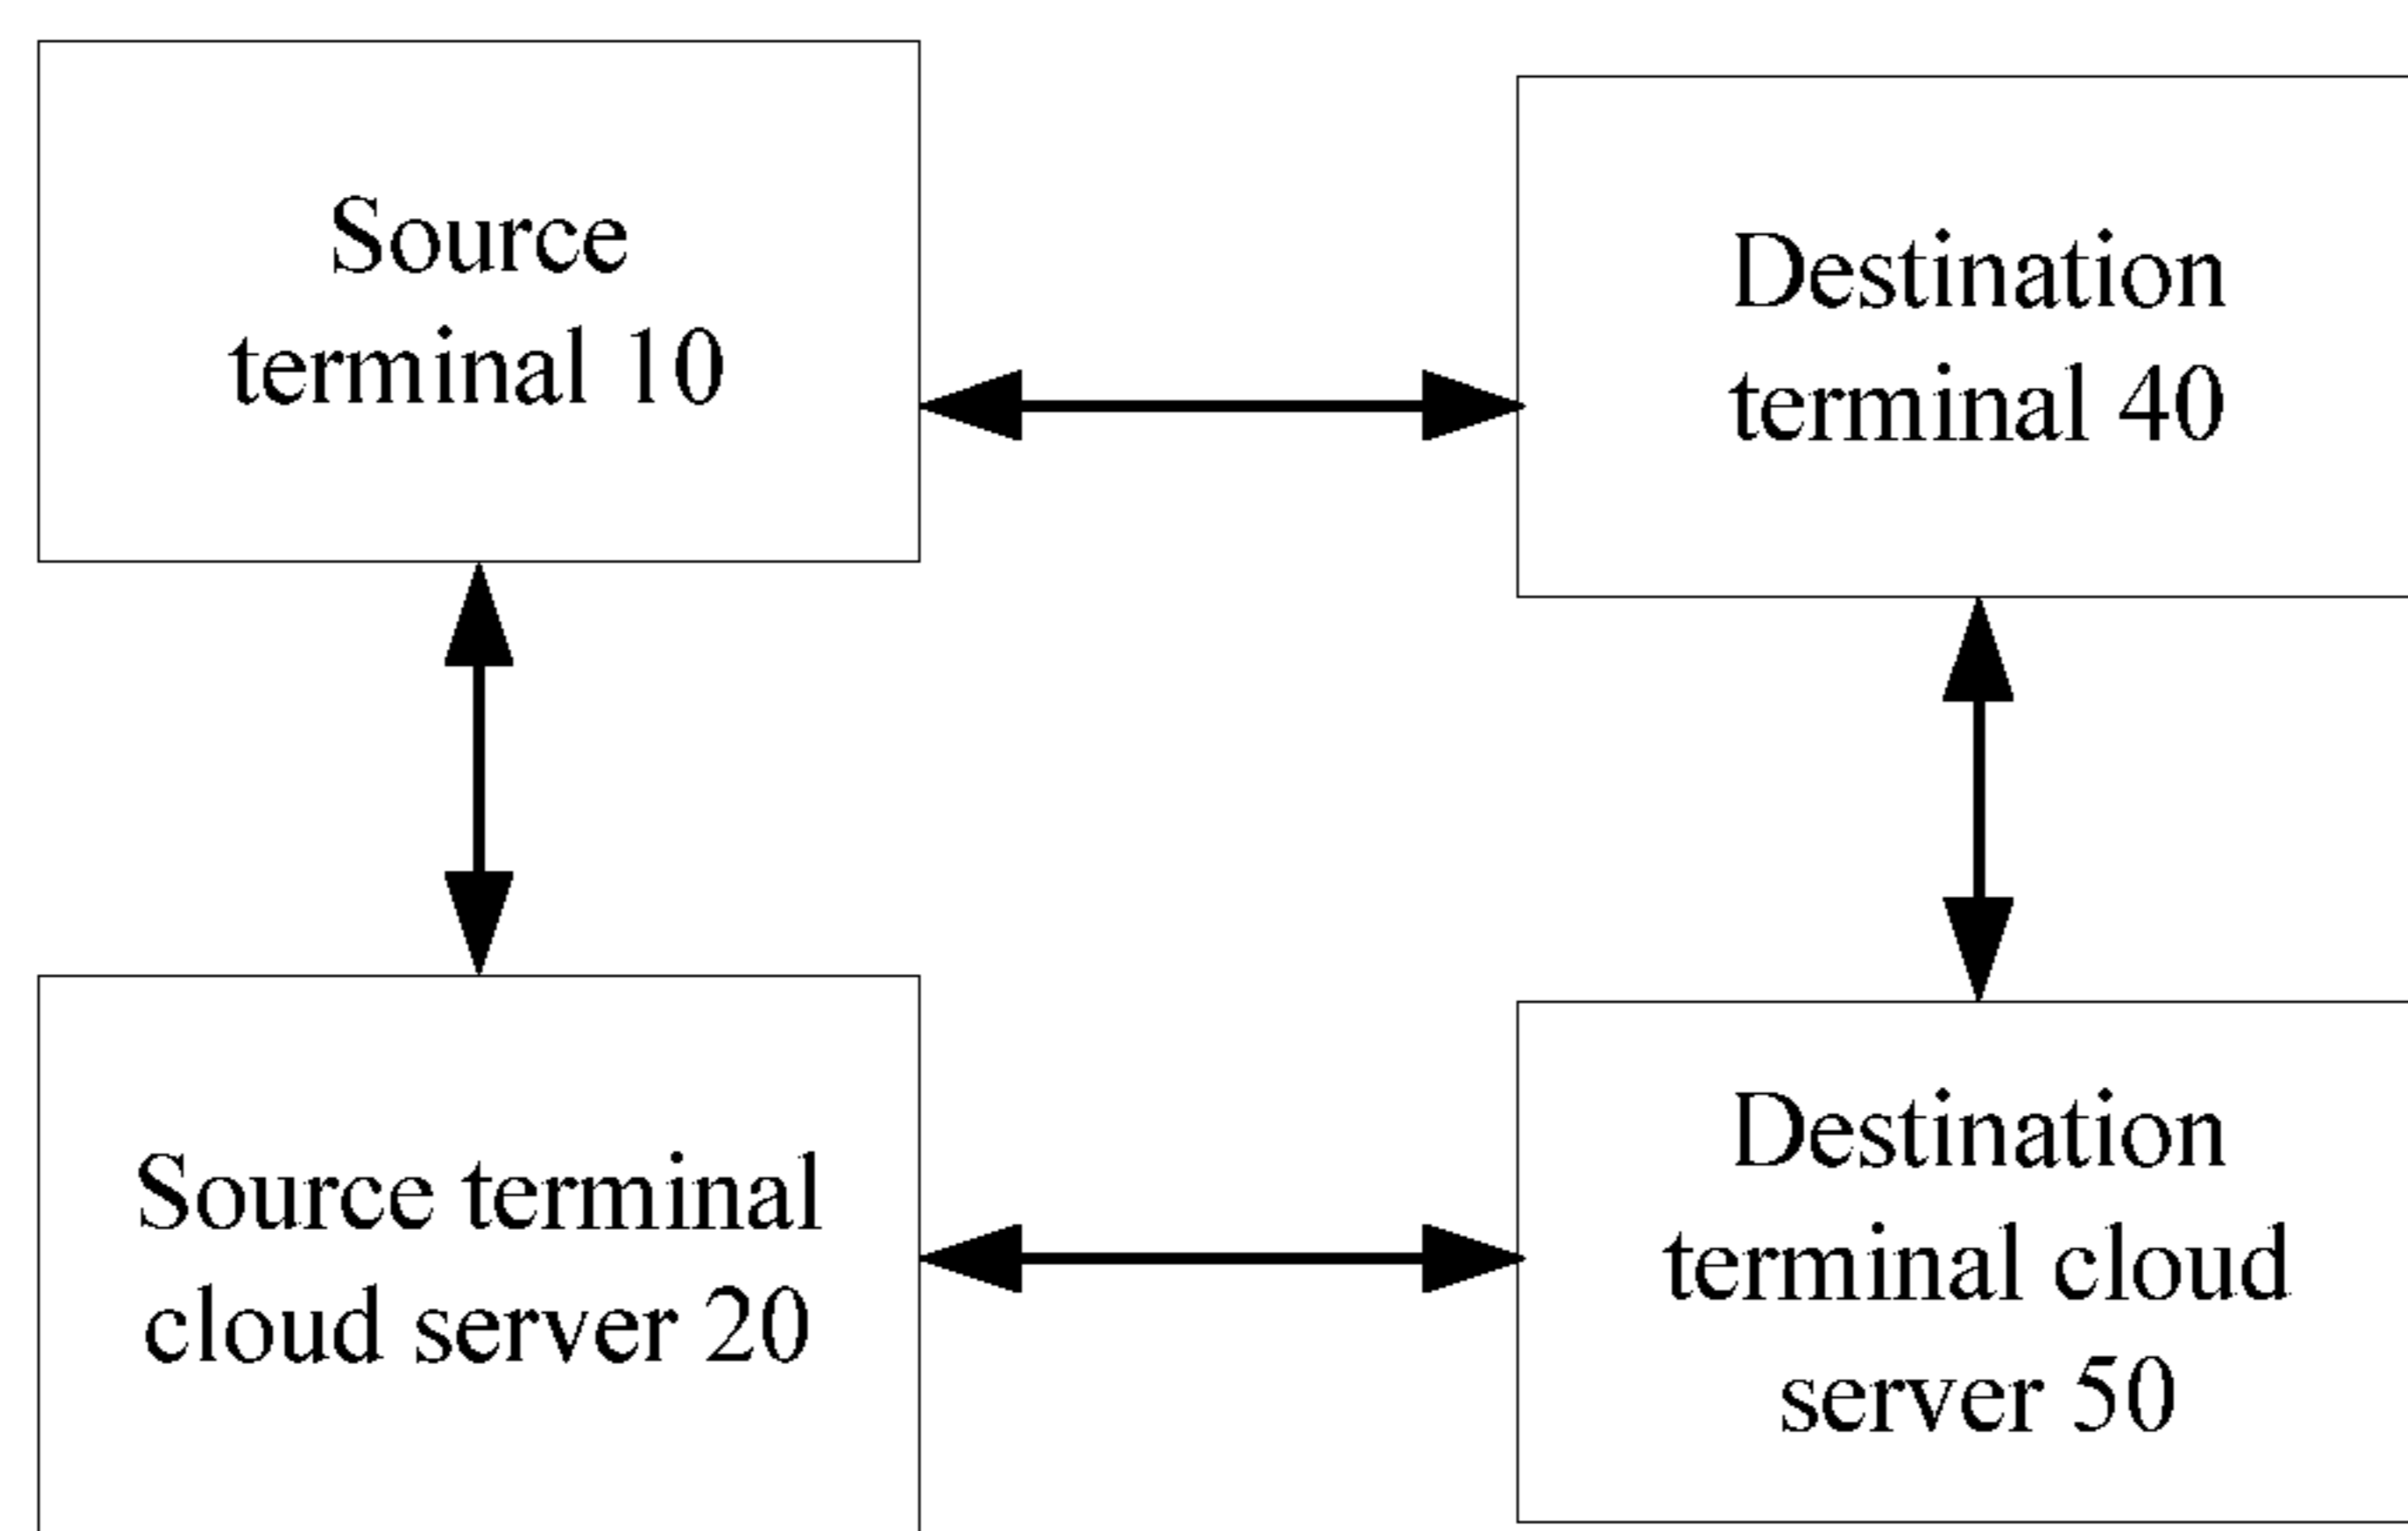 Source
terminal 10
Destination
terminal 40
Source terminal
cloud server 20
Destination
terminal cloud
server 50